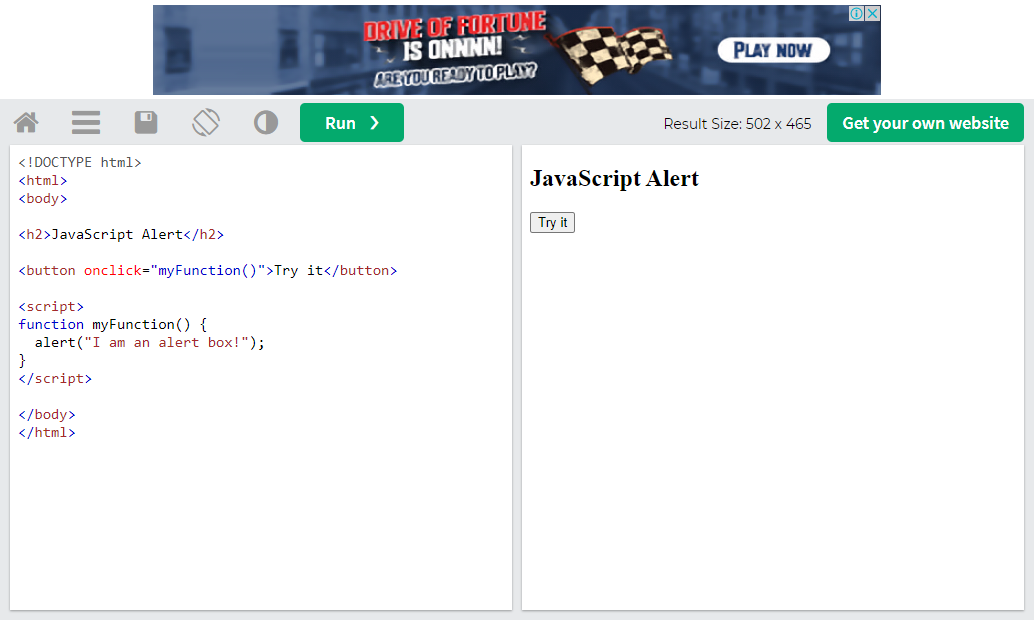 DRIVE OF FORTUNE
IS ONNNN!
ARE YOU READY TO PLAY?
PLAY NOW
Run ❯
Result Size: 502 x 465
Get your own website
<!DOCTYPE html>
<html>
<body>
<h2>JavaScript Alert</h2>
<button onclick="myFunction()">Try it</button>
<script>
function myFunction() {
  alert("I am an alert box!");
}
</script>
</body>
</html>
JavaScript Alert
Try it